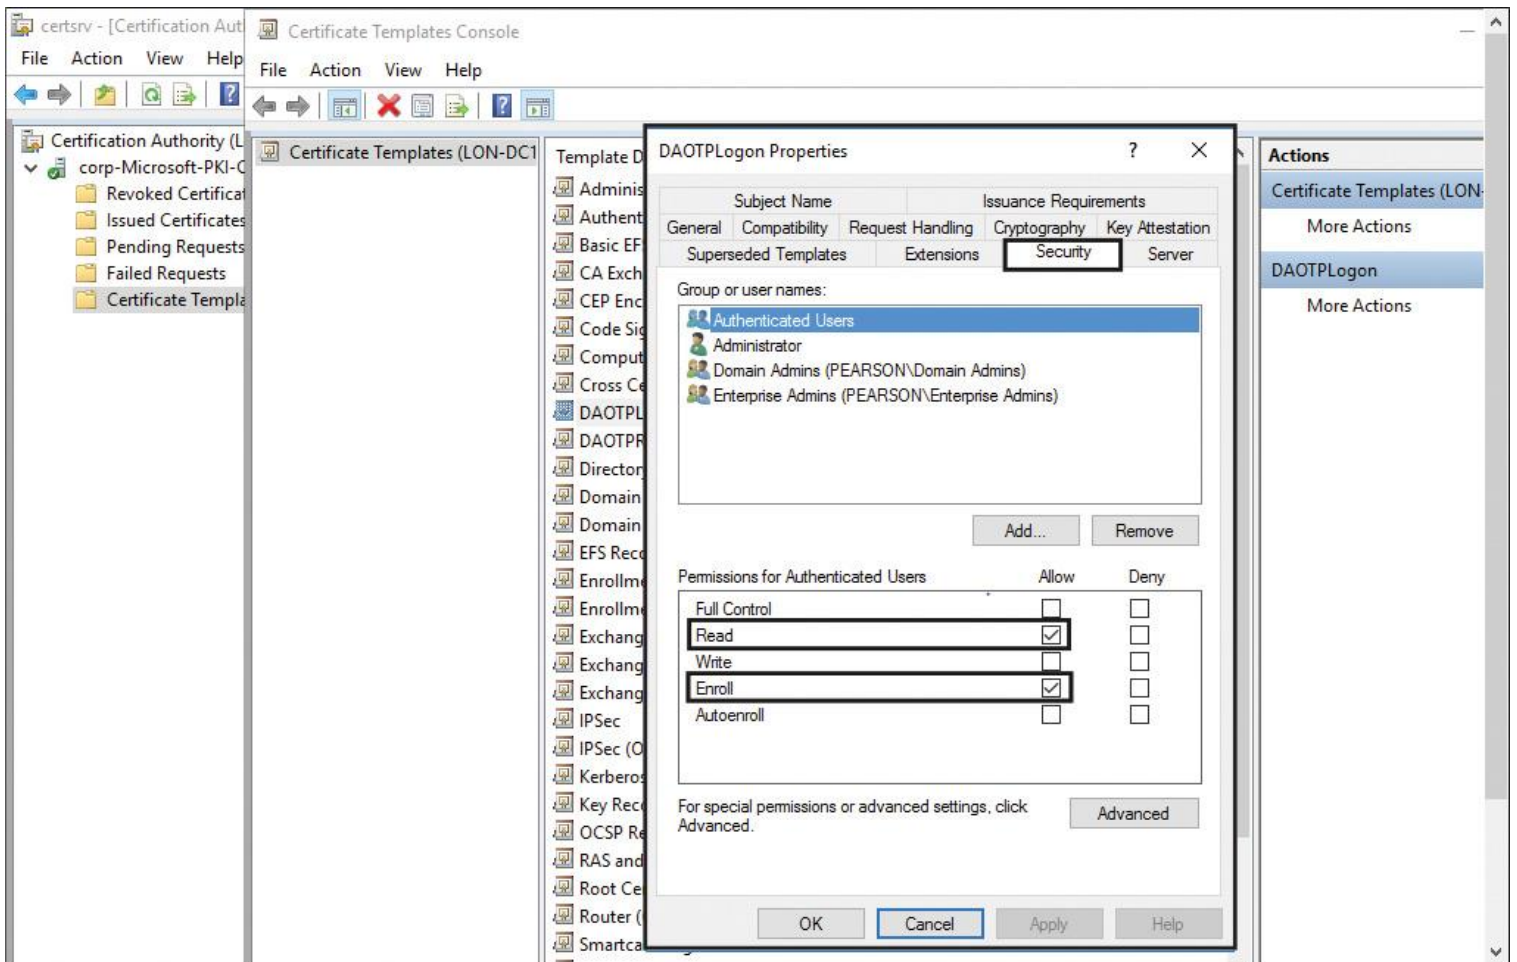 certsrv - [Certification Aut
File Action View Help
Certification Authority (L
corp-Microsoft-PKI-C
Revoked Certificat
Issued Certificates
Pending Requests
Failed Requests
Certificate Templa
Certificate Templates Console
File Action View Help
Certificate Templates (LON-DC1
Template D
Adminis
Authent
Basic EF
CA Exch
CEP Enc
Code Sig
Comput
Cross Ce
DAOTPL
DAOTPR
Director
Domain
Domain
EFS Reco
Enrollme
Enrollme
Exchang
Exchang
Exchang
IPSec
IPSec (O
Kerberos
Key Reco
OCSP Re
RAS and
Root Ce
Router (
Smartca
DAOTPLogon Properties
Subject Name Issuance Requirements
General Compatibility Request Handling Cryptography Key Attestation
Superseded Templates Extensions Security Server
Group or user names:
Authenticated Users
Administrator
Domain Admins (PEARSON\Domain Admins)
Enterprise Admins (PEARSON\Enterprise Admins)
Add... Remove
Permissions for Authenticated Users Allow Deny
Full Control
Read
Write
Enroll
Autoenroll
For special permissions or advanced settings, click
Advanced.
Advanced
OK Cancel Apply Help
Actions
Certificate Templates (LON-
More Actions
DAOTPLogon
More Actions